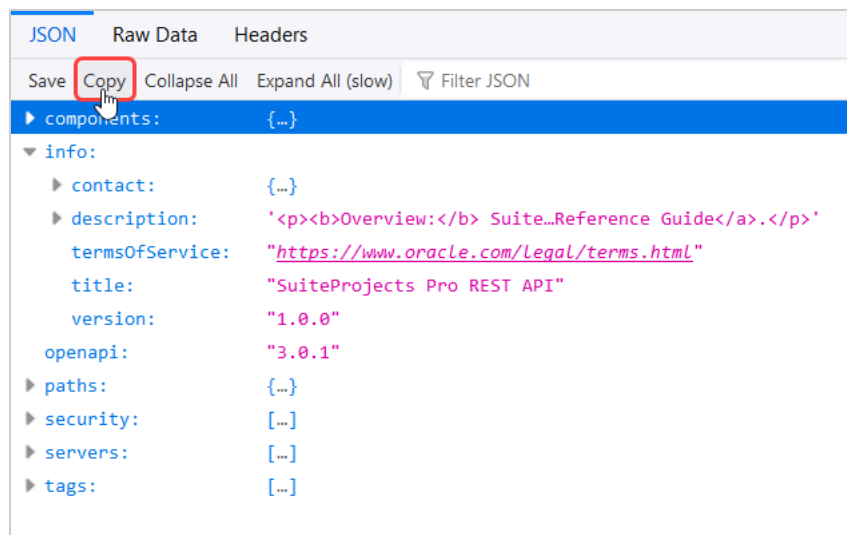 JSON Raw Data Headers
Save Copy Collapse All Expand All (slow) Filter JSON
components: {…}
info:
contact: {…}
description: '<p><b>Overview:</b> Suite…Reference Guide</a>.</p>'
termsOfService: "https://www.oracle.com/legal/terms.html"
title: "SuiteProjects Pro REST API"
version: "1.0.0"
openapi: "3.0.1"
paths: {…}
security: […]
servers: […]
tags: […]